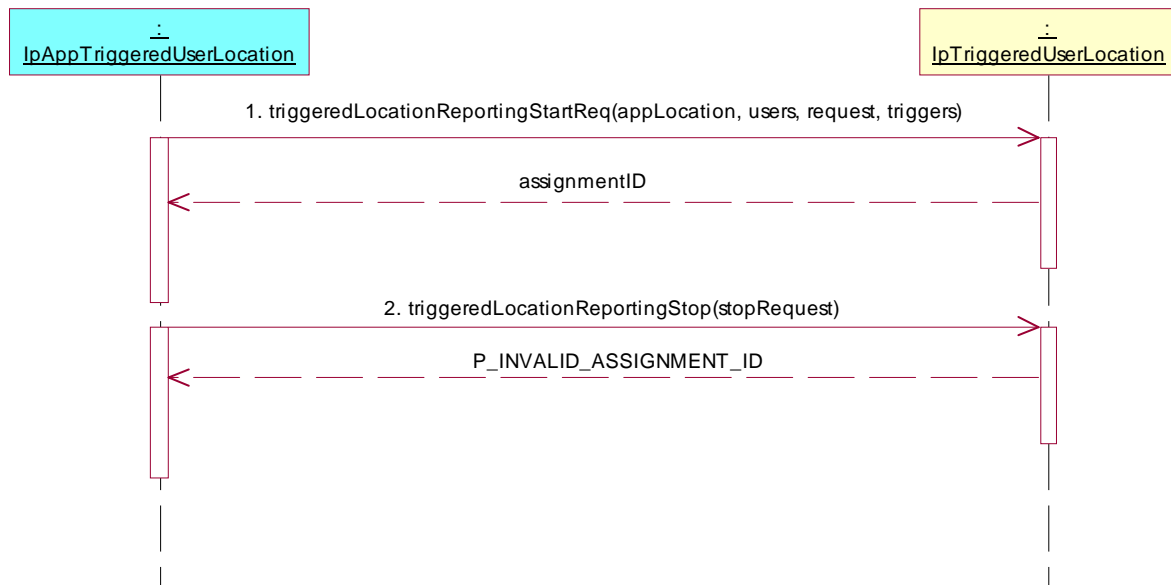 :
IpAppTriggeredUserLocation
:
IpTriggeredUserLocation
1. triggeredLocationReportingStartReq(appLocation, users, request, triggers)
assignmentID
2. triggeredLocationReportingStop(stopRequest)
P_INVALID_ASSIGNMENT_ID